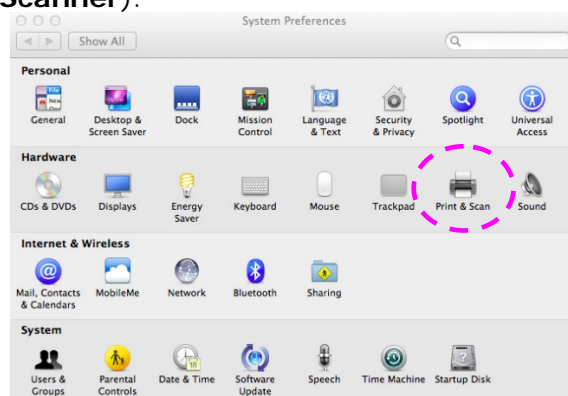 Scanner).
System Preferences
Show All
Personal
General
Desktop &
Screen Saver
Dock
Mission
Control
Language
& Text
Security
& Privacy
Spotlight
Universal
Access
Hardware
CDs & DVDs
Displays
Energy
Saver
Keyboard
Mouse
Trackpad
Print & Scan
Sound
Internet & Wireless
Mail, Contacts
& Calendars
MobileMe
Network
Bluetooth
Sharing
System
Users &
Groups
Parental
Controls
Date & Time
Software
Update
Speech
Time Machine
Startup Disk